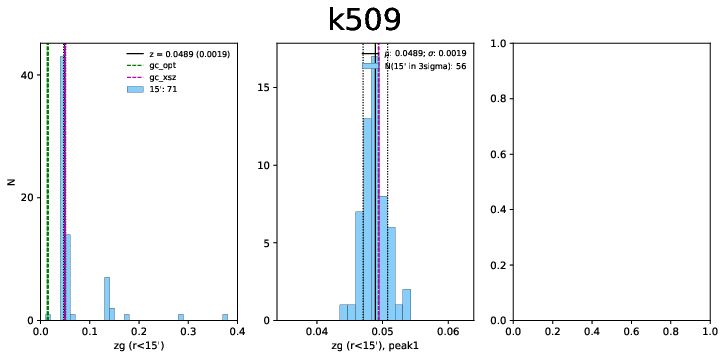 k509
z = 0.0489 (0.0019)
gc_opt
gc_xsz
15': 71
N
40
20
0
0.0 0.1 0.2 0.3 0.4
zg (r<15')
μ: 0.0489; σ: 0.0019
N(15' in 3sigma): 56
15
10
5
0
0.04 0.05 0.06
zg (r<15'), peak1
1.0
0.8
0.6
0.4
0.2
0.0
0.0 0.2 0.4 0.6 0.8 1.0